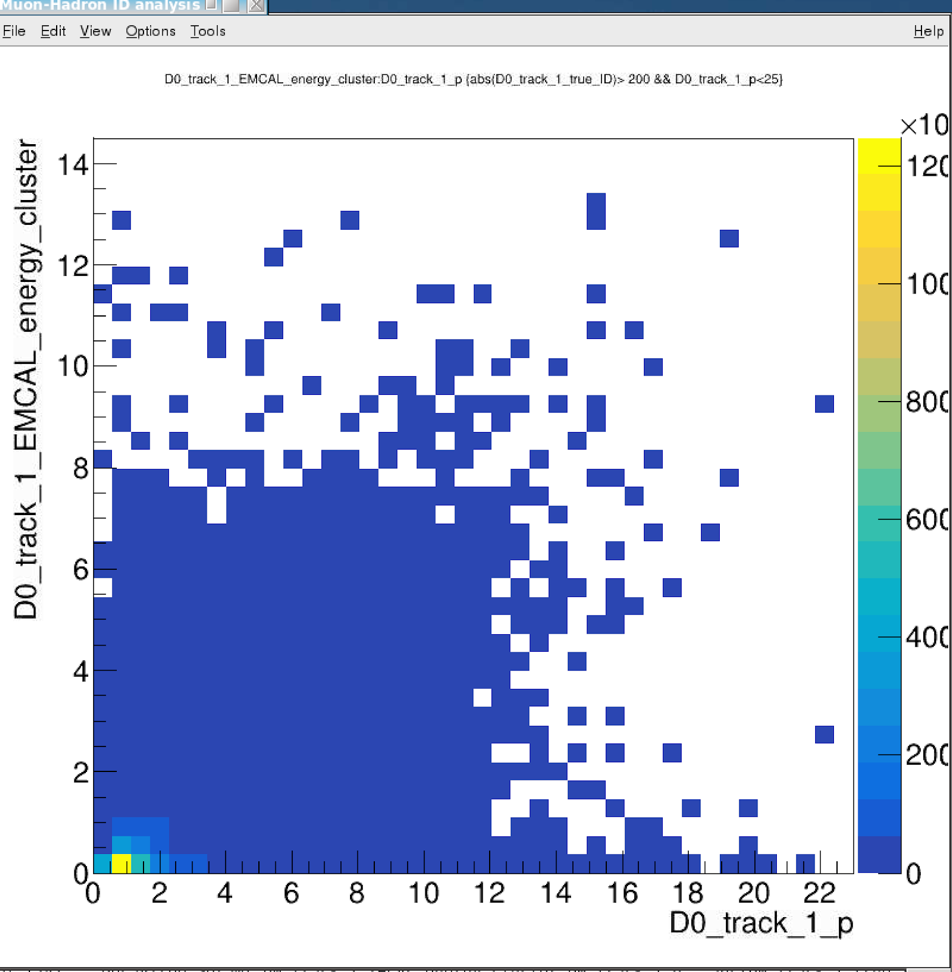 Muon-Hadron ID analysis
File Edit View Options Tools Help
D0_track_1_EMCAL_energy_cluster:D0_track_1_p {abs(D0_track_1_true_ID)> 200 && D0_track_1_p<25}
×10
D0_track_1_EMCAL_energy_cluster
14
12
10
8
6
4
2
0
120
100
800
600
400
200
0
0 2 4 6 8 10 12 14 16 18 20 22
D0_track_1_p